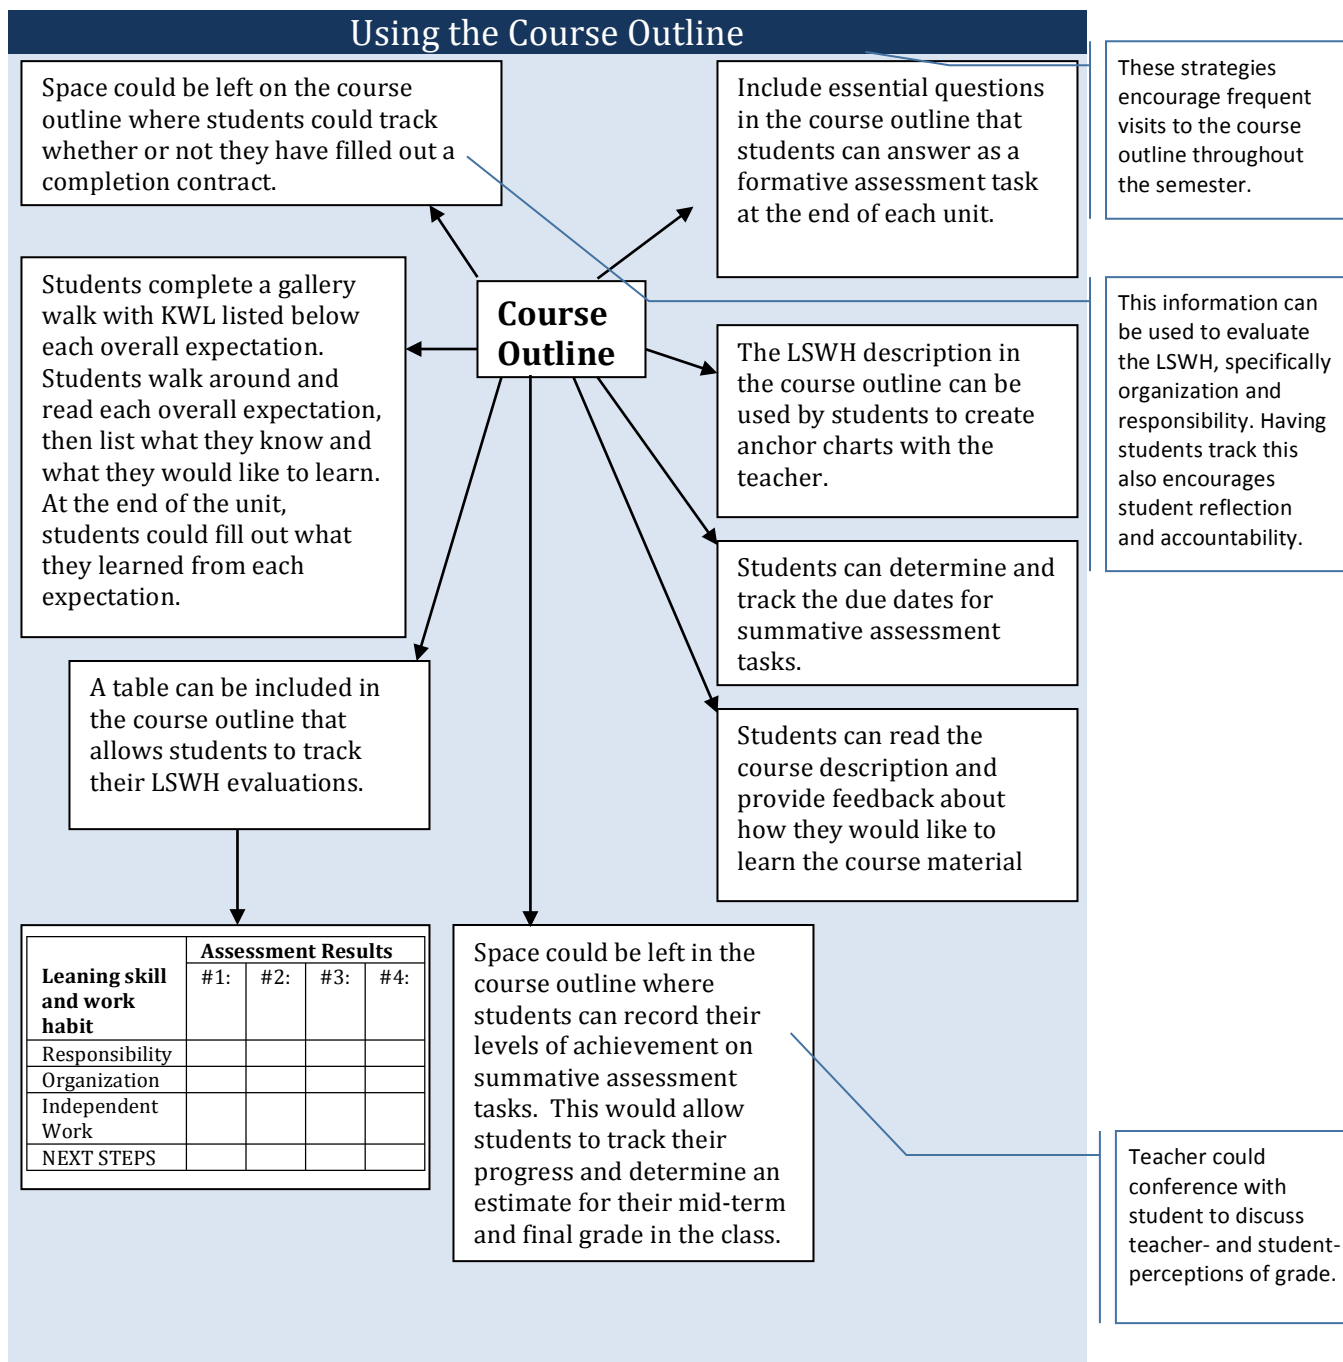 Using the Course Outline
Space could be left on the course
outline where students could track
whether or not they have filled out a
completion contract.
Include essential questions
in the course outline that
students can answer as a
formative assessment task
at the end of each unit.
These strategies
encourage frequent
visits to the course
outline throughout
the semester.
Students complete a gallery
walk with KWL listed below
each overall expectation.
Students walk around and
read each overall expectation,
then list what they know and
what they would like to learn.
At the end of the unit,
students could fill out what
they learned from each
expectation.
Course
Outline
The LSWH description in
the course outline can be
used by students to create
anchor charts with the
teacher.
This information can
be used to evaluate
the LSWH, specifically
organization and
responsibility. Having
students track this
also encourages
student reflection
and accountability.
Students can determine and
track the due dates for
summative assessment
tasks.
A table can be included in
the course outline that
allows students to track
their LSWH evaluations.
Students can read the
course description and
provide feedback about
how they would like to
learn the course material
Assessment Results
Leaning skill
and work
habit
#1: #2: #3: #4:
Responsibility
Organization
Independent
Work
NEXT STEPS
Space could be left in the
course outline where
students can record their
levels of achievement on
summative assessment
tasks.  This would allow
students to track their
progress and determine an
estimate for their mid-term
and final grade in the class.
Teacher could
conference with
student to discuss
teacher- and student-
perceptions of grade.